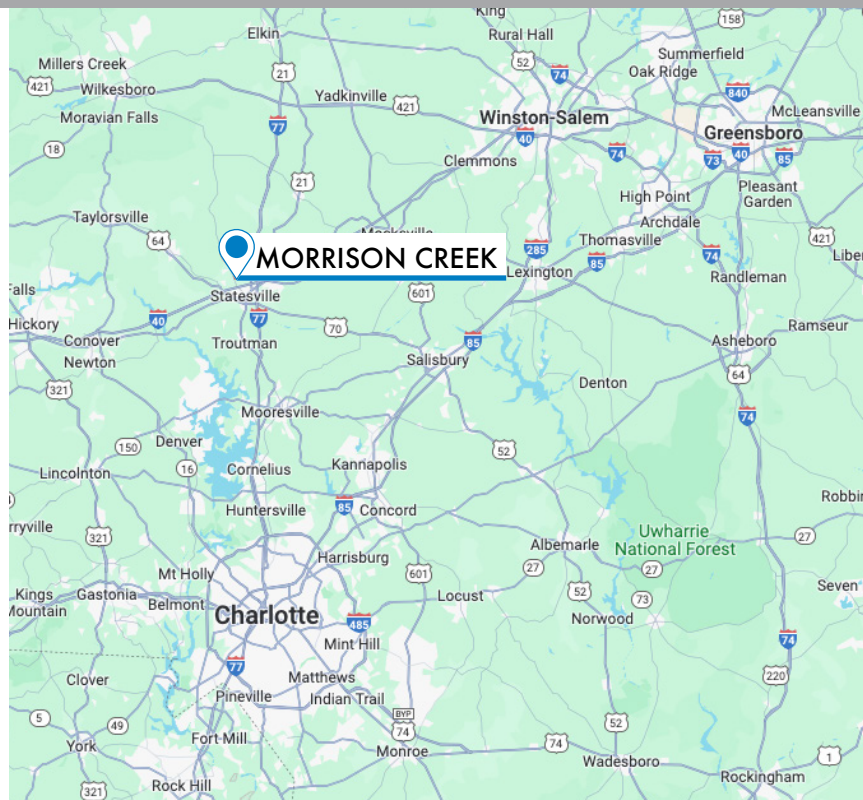 King
158
Elkin
Rural Hall
52
Summerfield
74
Oak Ridge
Millers Creek
21
421
Wilkesboro
Yadkinville
421
840
McLeansville
Moravian Falls
77
Winston-Salem
Greensboro
40
18
Clemmons
74
73
40
85
21
High Point
Pleasant
Garden
Taylorsville
Archdale
64
Thomasville
421
MORRISON CREEK
285
85
74
Liber
Lexington
Randleman
Falls
Statesville
601
Hickory
40
77
70
Ramseur
Conover
Troutman
85
Asheboro
Newton
Salisbury
64
321
Denton
Mooresville
74
150
Denver
52
16
Lincolnton
Cornelius
Kannapolis
Huntersville
85
Concord
Robbin
rryville
321
Uwharrie
National Forest
27
Harrisburg
Albemarle
Mt Holly
601
27
27
Kings
Mountain
Gastonia
Belmont
Locust
52
73
Seven
Charlotte
485
Norwood
Mint Hill
74
77
Matthews
220
Clover
Pineville
Indian Trail
5
49
BYP
74
52
York
Fort Mill
Monroe
74
1
Wadesboro
321
Rock Hill
Rockingham